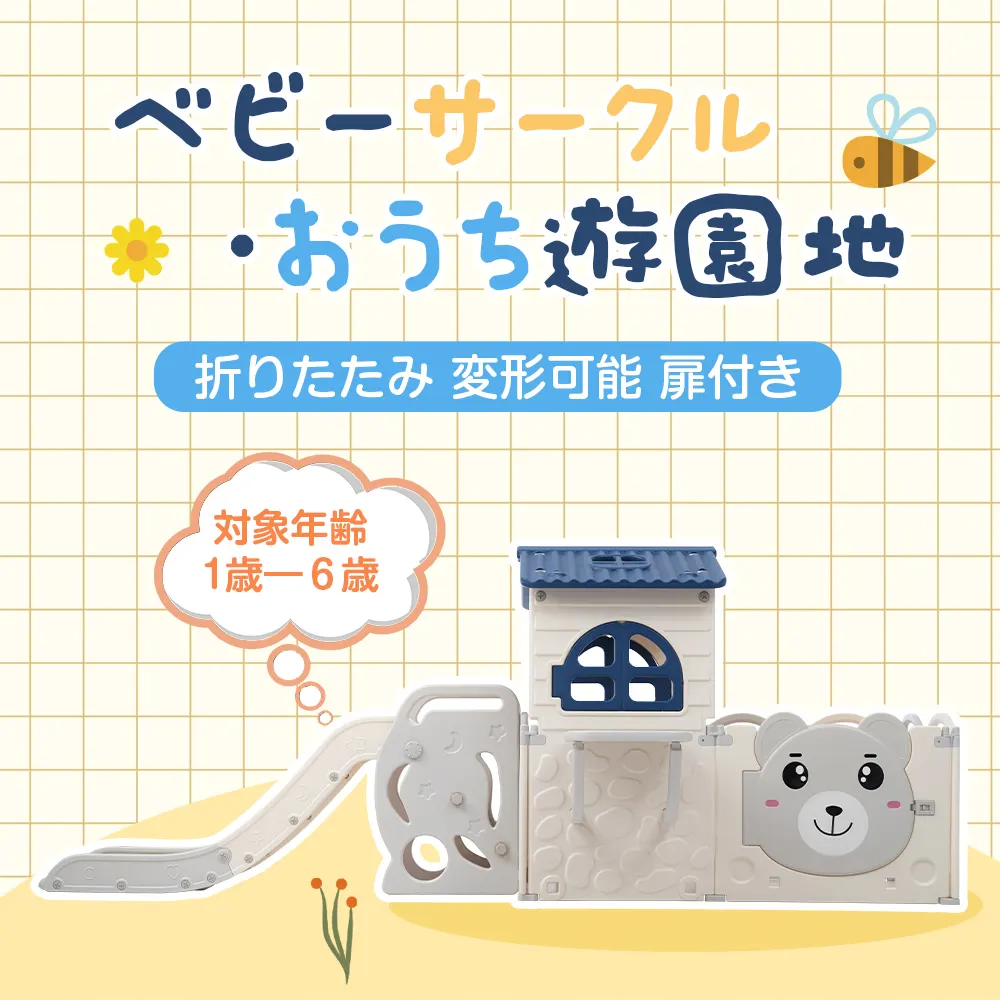 ベビーサークル
・おうち遊園地
折りたたみ 変形可能 扉付き
対象年齢
1歳—6歳